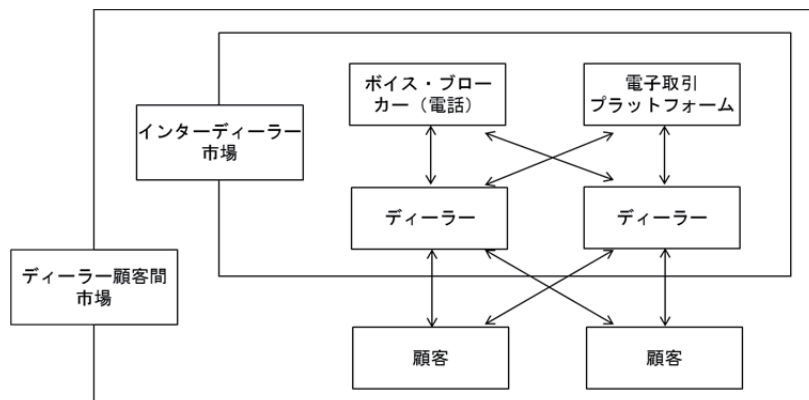 ボイス・ブロー
カー（電話）
電子取引
プラットフォーム
インターディーラー
市場
ディーラー
ディーラー
ディーラー顧客間
市場
顧客
顧客